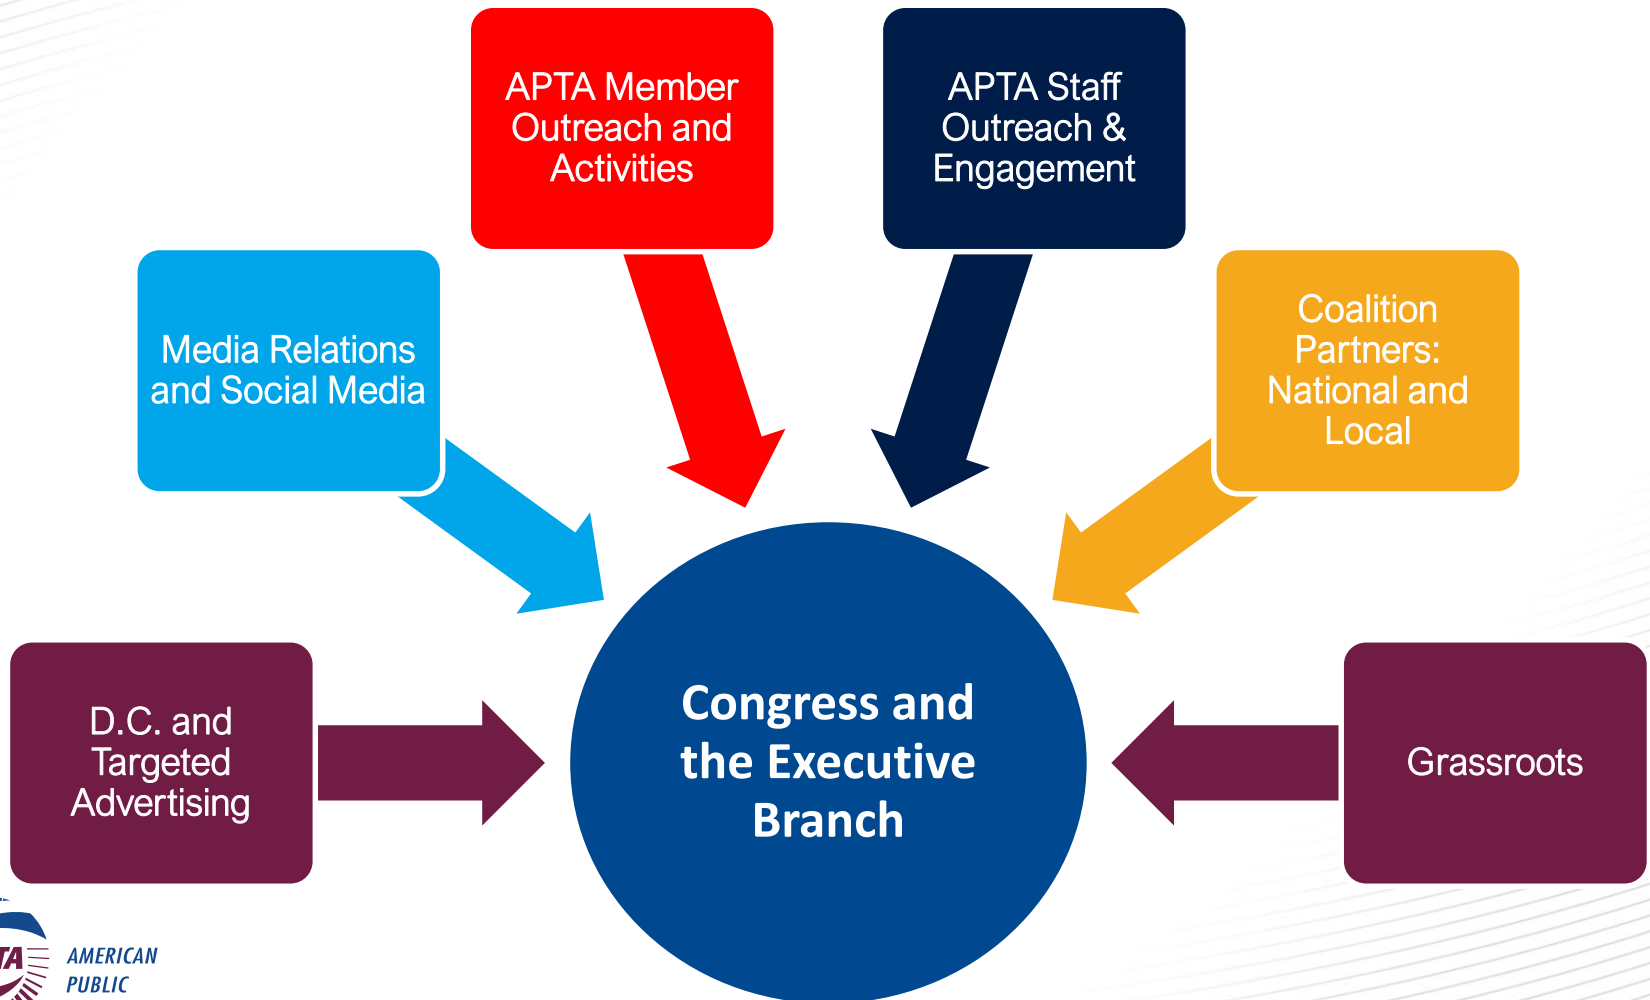 APTA Member
Outreach and
Activities
APTA Staff
Outreach &
Engagement
Media Relations
and Social Media
Coalition
Partners:
National and
Local
D.C. and
Targeted
Advertising
Congress and
the Executive
Branch
Grassroots
TA
AMERICAN
PUBLIC